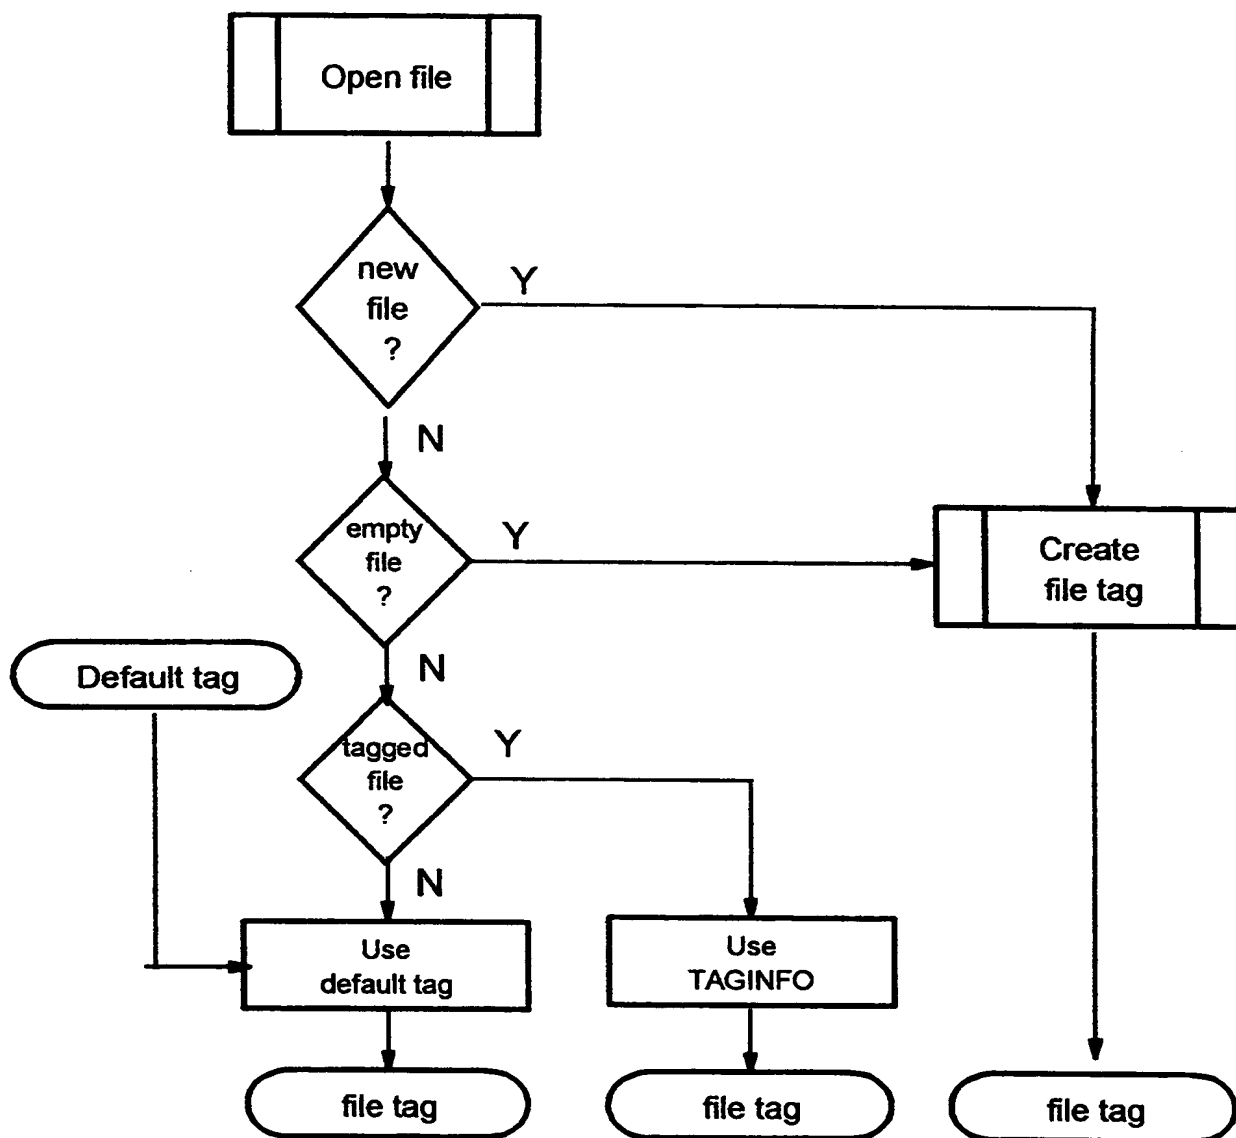 Open file
new
file
?
Y
N
empty
file
?
Y
Create
file tag
N
Default tag
tagged
file
?
Y
N
Use
default tag
Use
TAGINFO
file tag
file tag
file tag